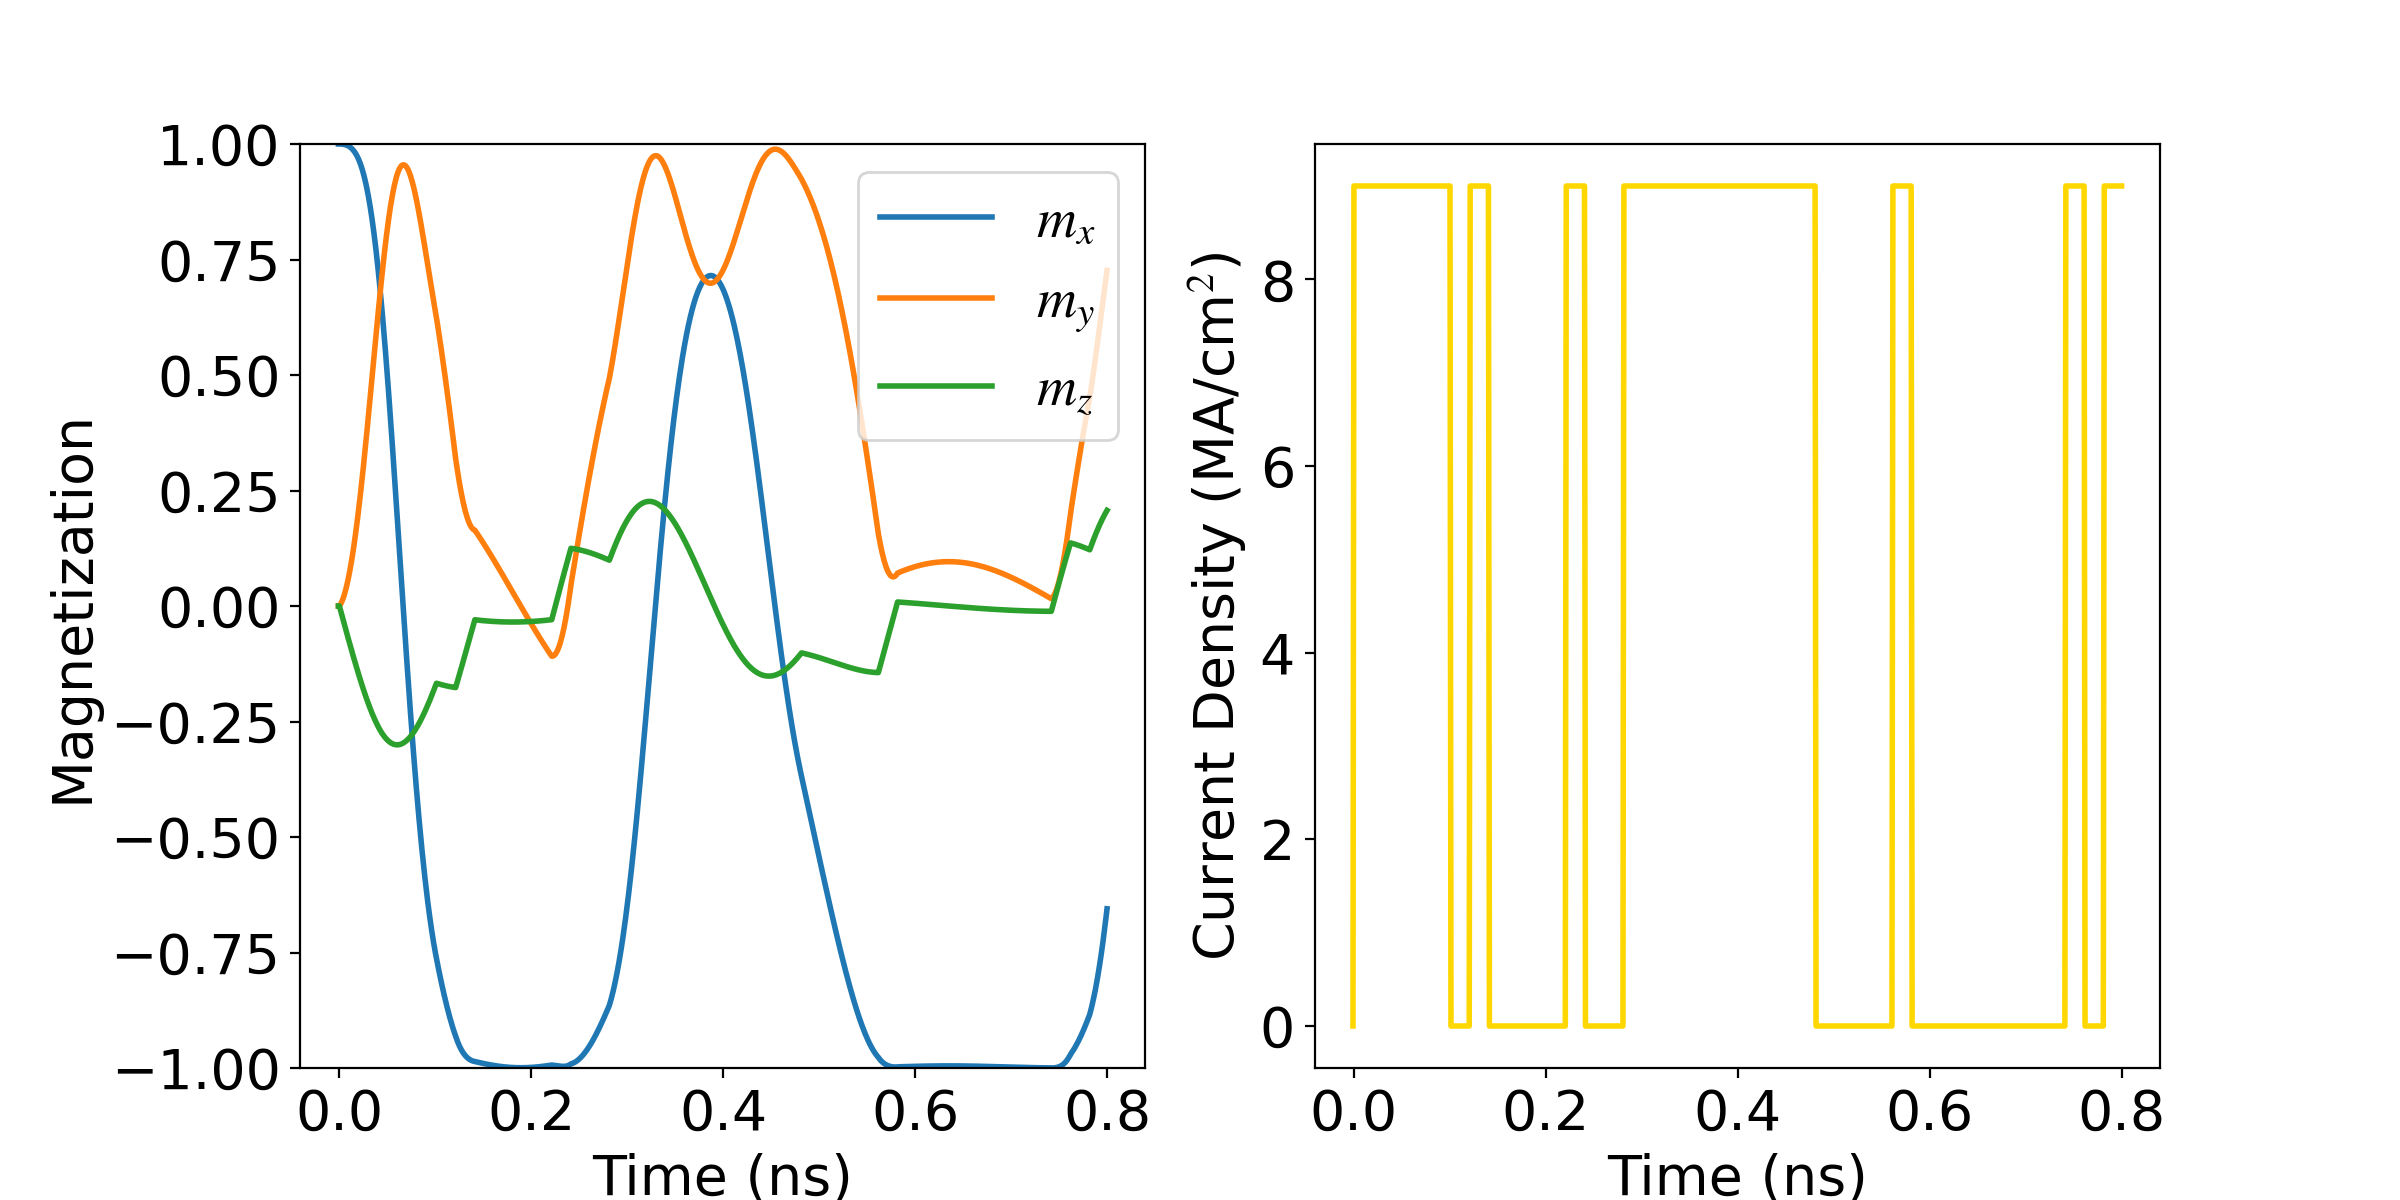 1.00
0.75
0.50
0.25
0.00
−0.25
−0.50
−0.75
−1.00
Magnetization
0.0 0.2 0.4 0.6 0.8
Time (ns)
m_x
m_y
m_z
8
6
4
2
0
Current Density (MA/cm²)
0.0 0.2 0.4 0.6 0.8
Time (ns)